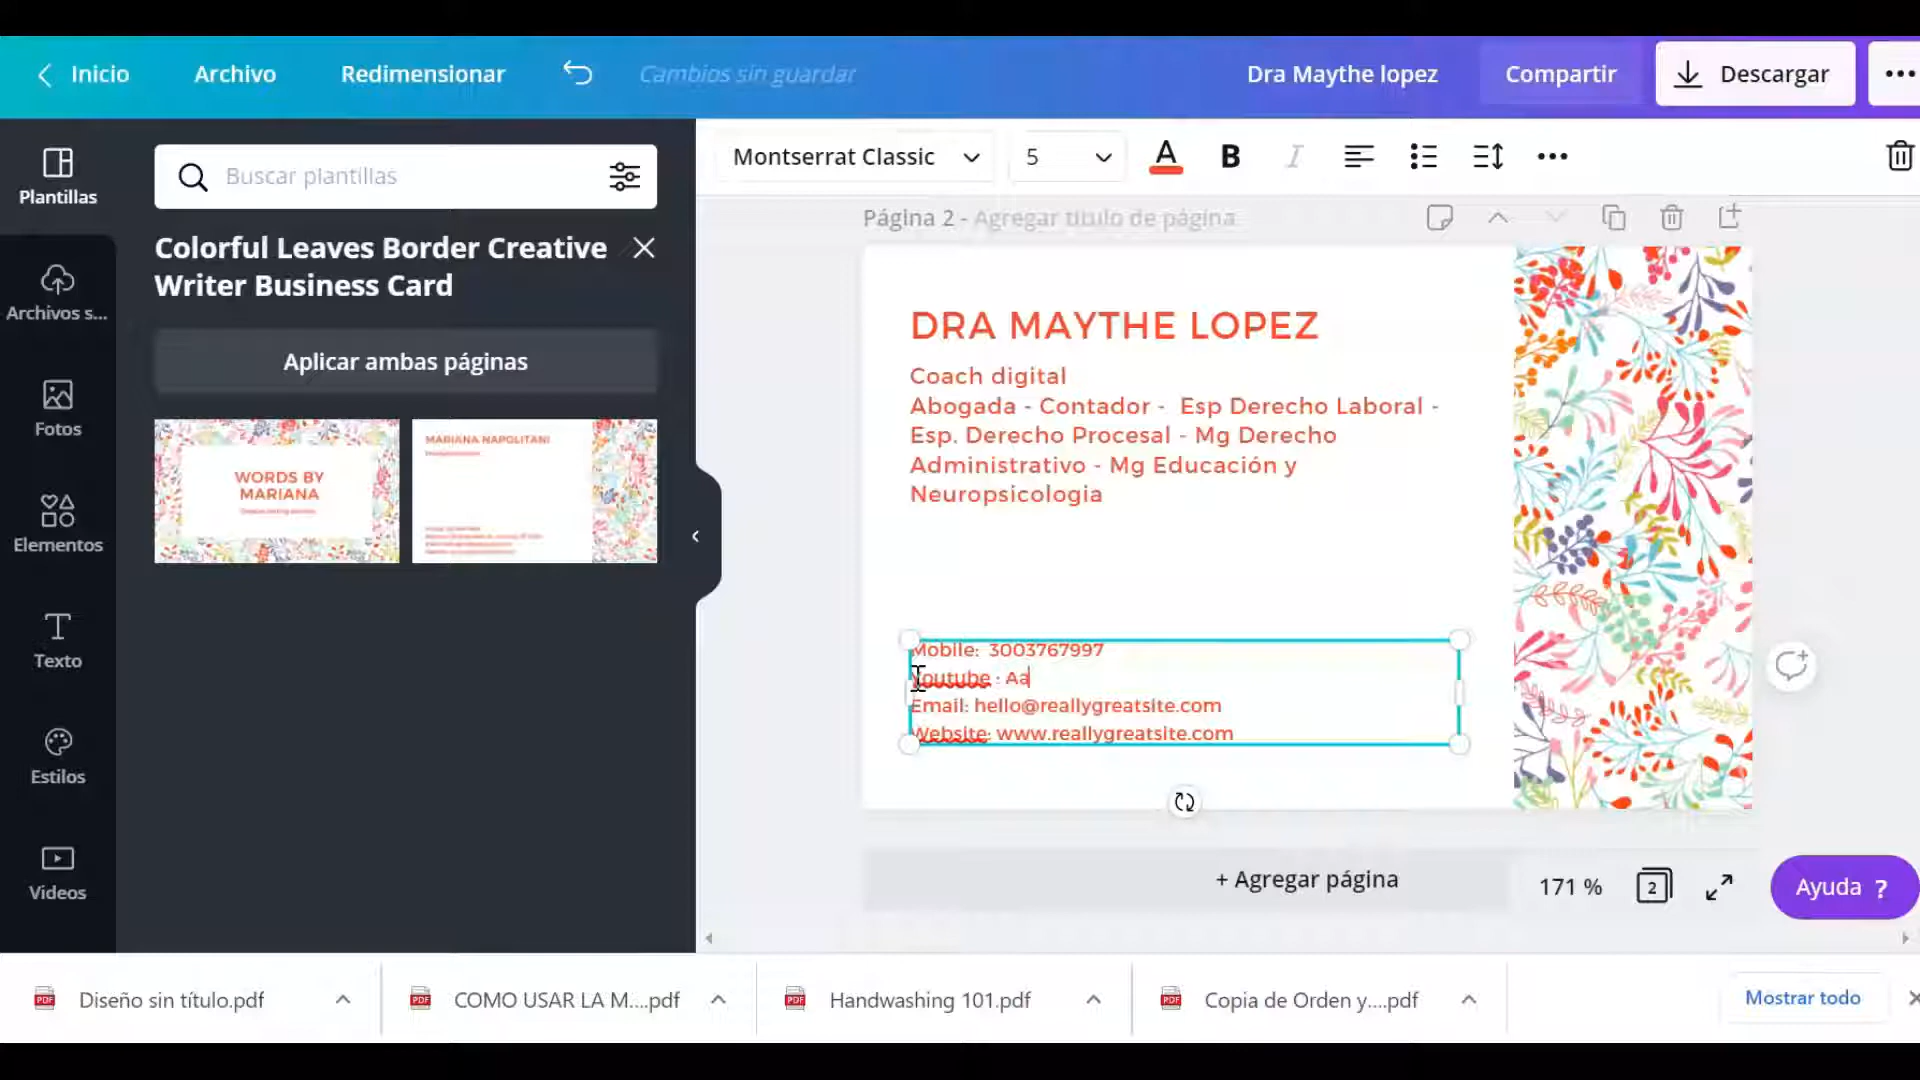 Inicio
Archivo
Redimensionar
Cambios sin guardar
Dra Maythe lopez
Compartir
Descargar
Plantillas
Archivos s...
Fotos
Elementos
Texto
Estilos
Videos
Buscar plantillas
Colorful Leaves Border Creative
Writer Business Card
Aplicar ambas páginas
WORDS BY
MARIANA
MARIANA NAPOLITANI
Montserrat Classic
5
A
B
I
Página 2 - Agregar título de página
DRA MAYTHE LOPEZ
Coach digital
Abogada - Contador - Esp Derecho Laboral -
Esp. Derecho Procesal - Mg Derecho
Administrativo - Mg Educación y
Neuropsicologia
Mobile: 3003767997
Youtube : Aa
Email: hello@reallygreatsite.com
Website: www.reallygreatsite.com
+ Agregar página
171 %
2
Ayuda ?
PDF
Diseño sin título.pdf
PDF
COMO USAR LA M....pdf
PDF
Handwashing 101.pdf
PDF
Copia de Orden y....pdf
Mostrar todo